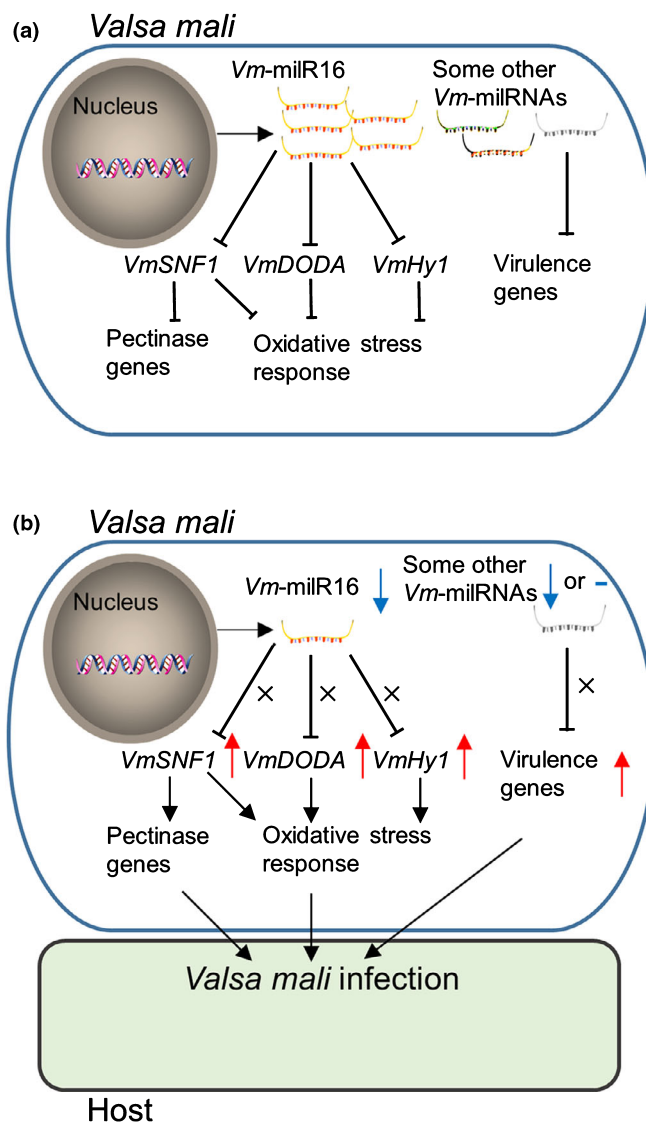 (a)
Valsa mali
Nucleus
Vm-milR16
Some other
Vm-milRNAs
VmSNF1
VmDODA
VmHy1
Virulence
genes
Pectinase
genes
Oxidative stress
response
(b)
Valsa mali
Nucleus
Vm-milR16
Some other
Vm-milRNAs
or –
×
×
×
×
VmSNF1
VmDODA
VmHy1
Virulence
genes
Pectinase
genes
Oxidative stress
response
Valsa mali infection
Host